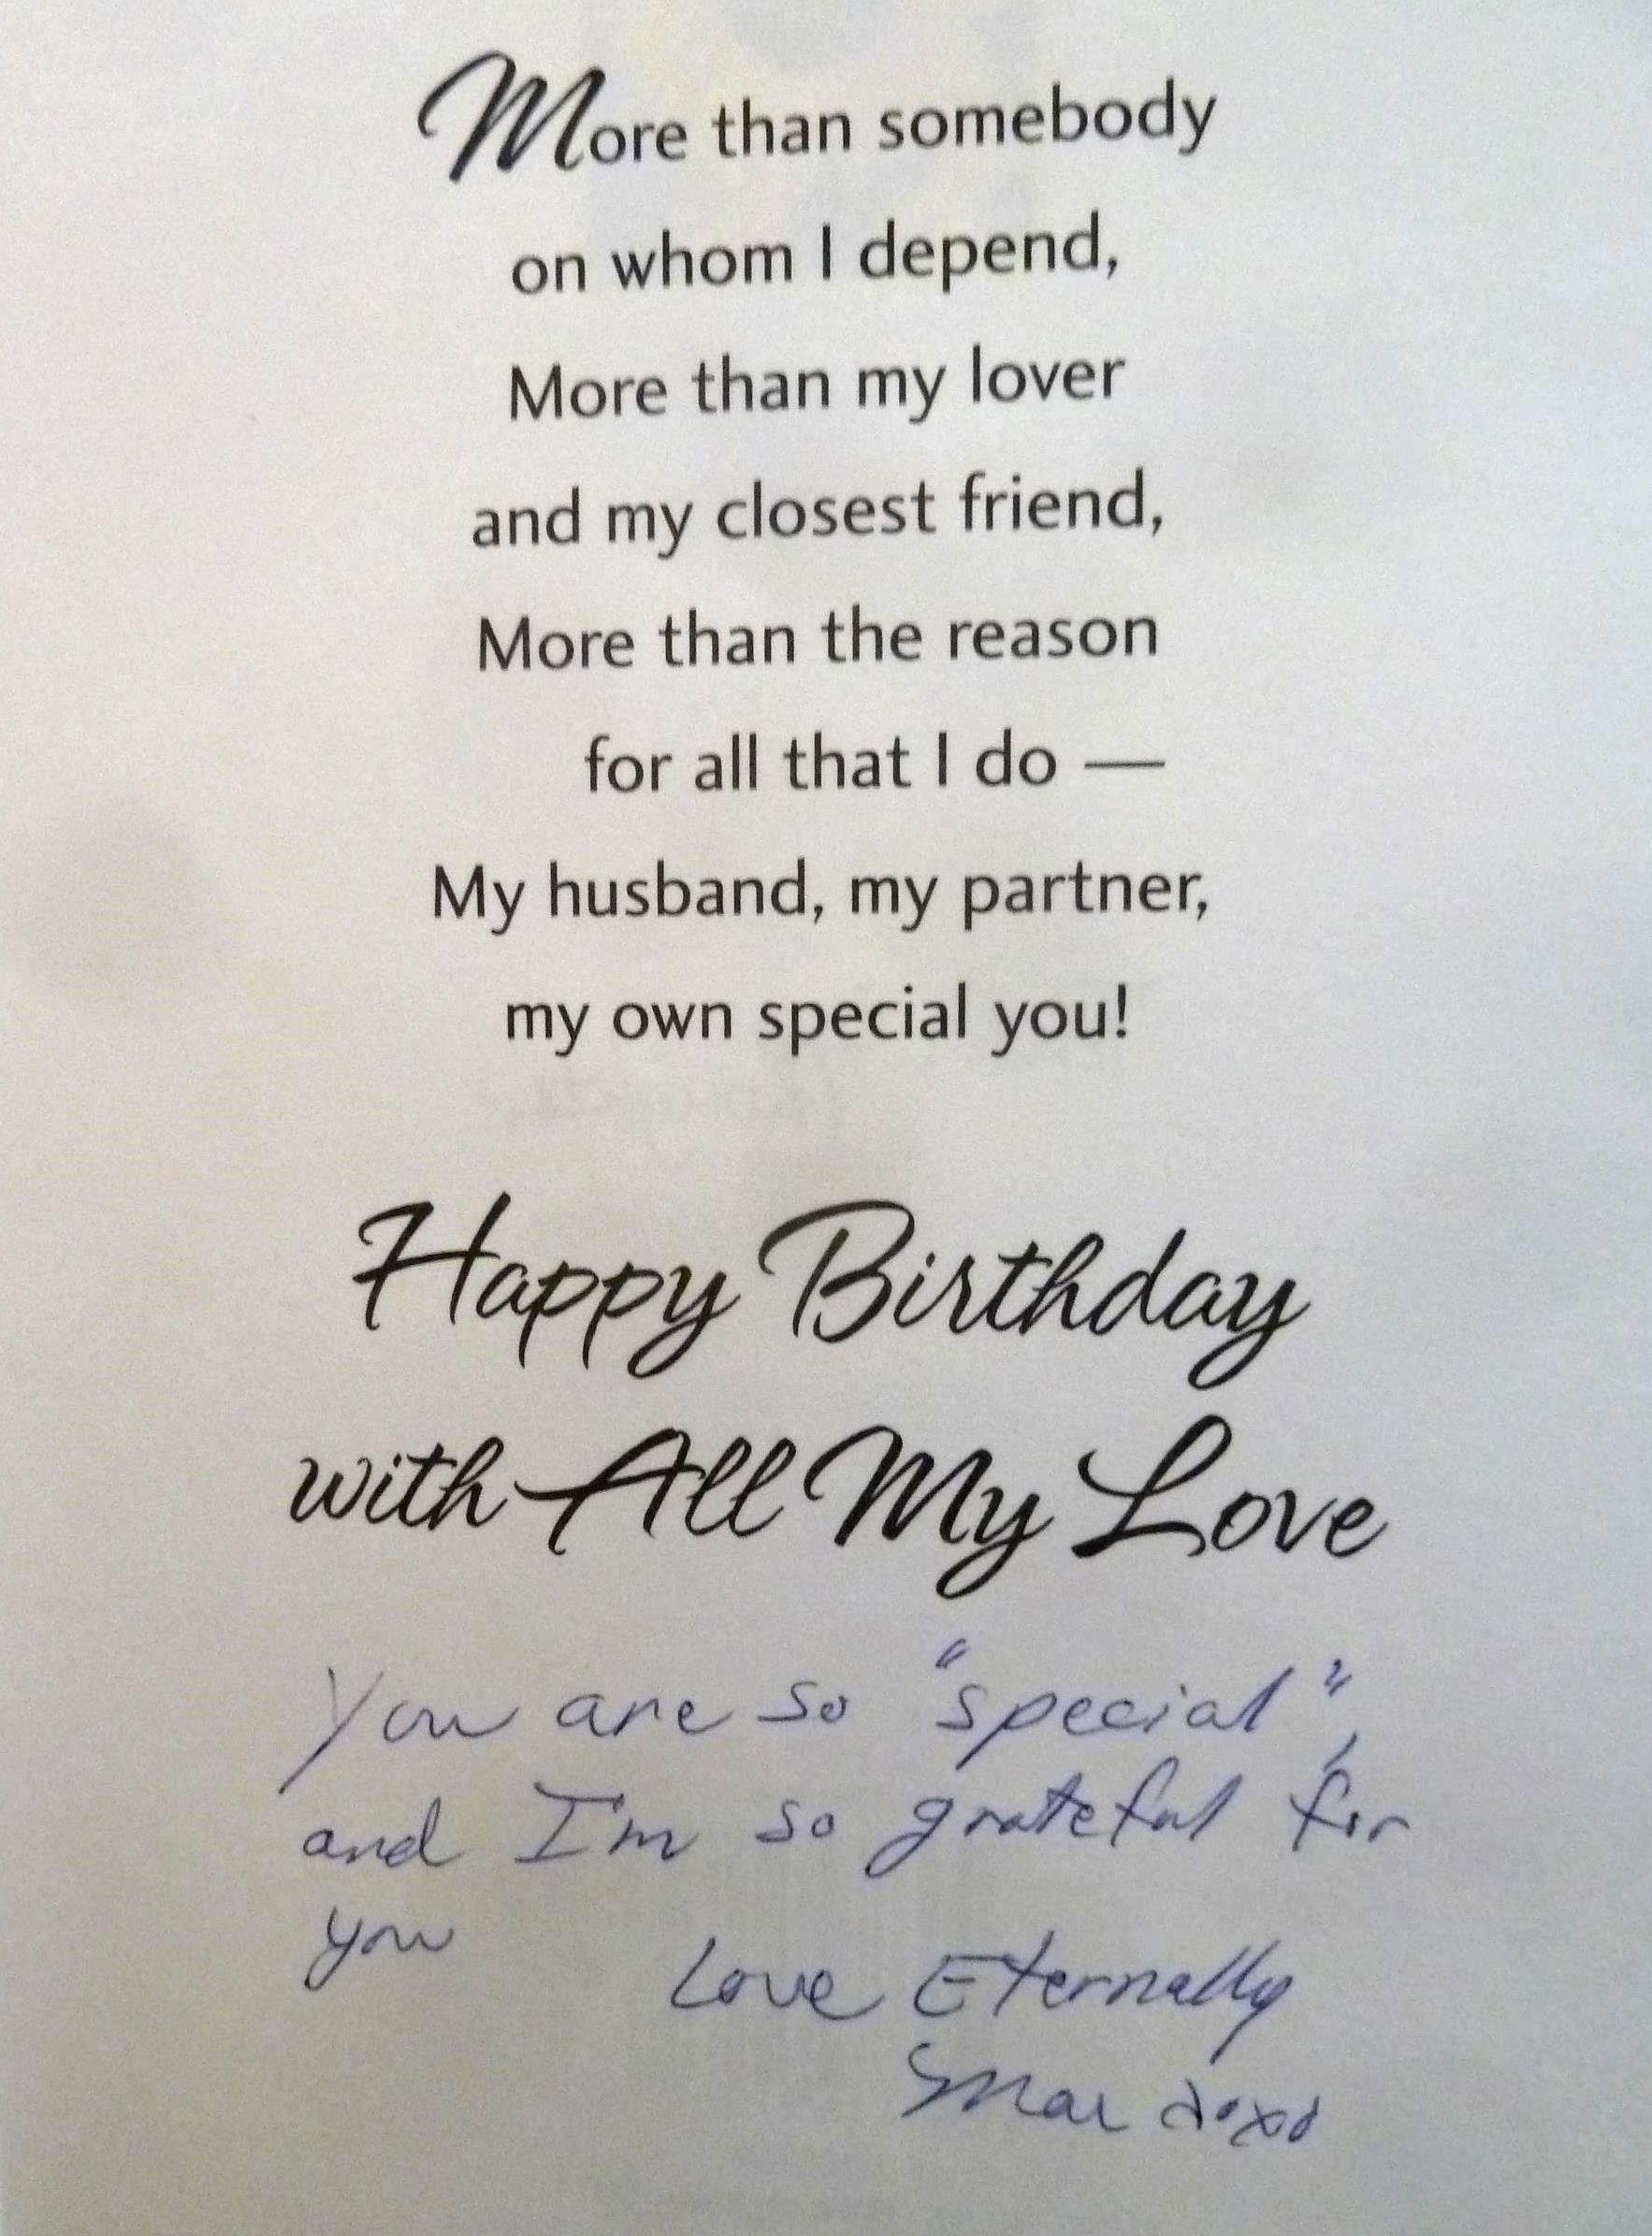 More than somebody
on whom I depend,
More than my lover
and my closest friend,
More than the reason
for all that I do —
My husband, my partner,
my own special you!
Happy Birthday
with All My Love
You are so "special"
and I'm so grateful for
you
Love Eternally